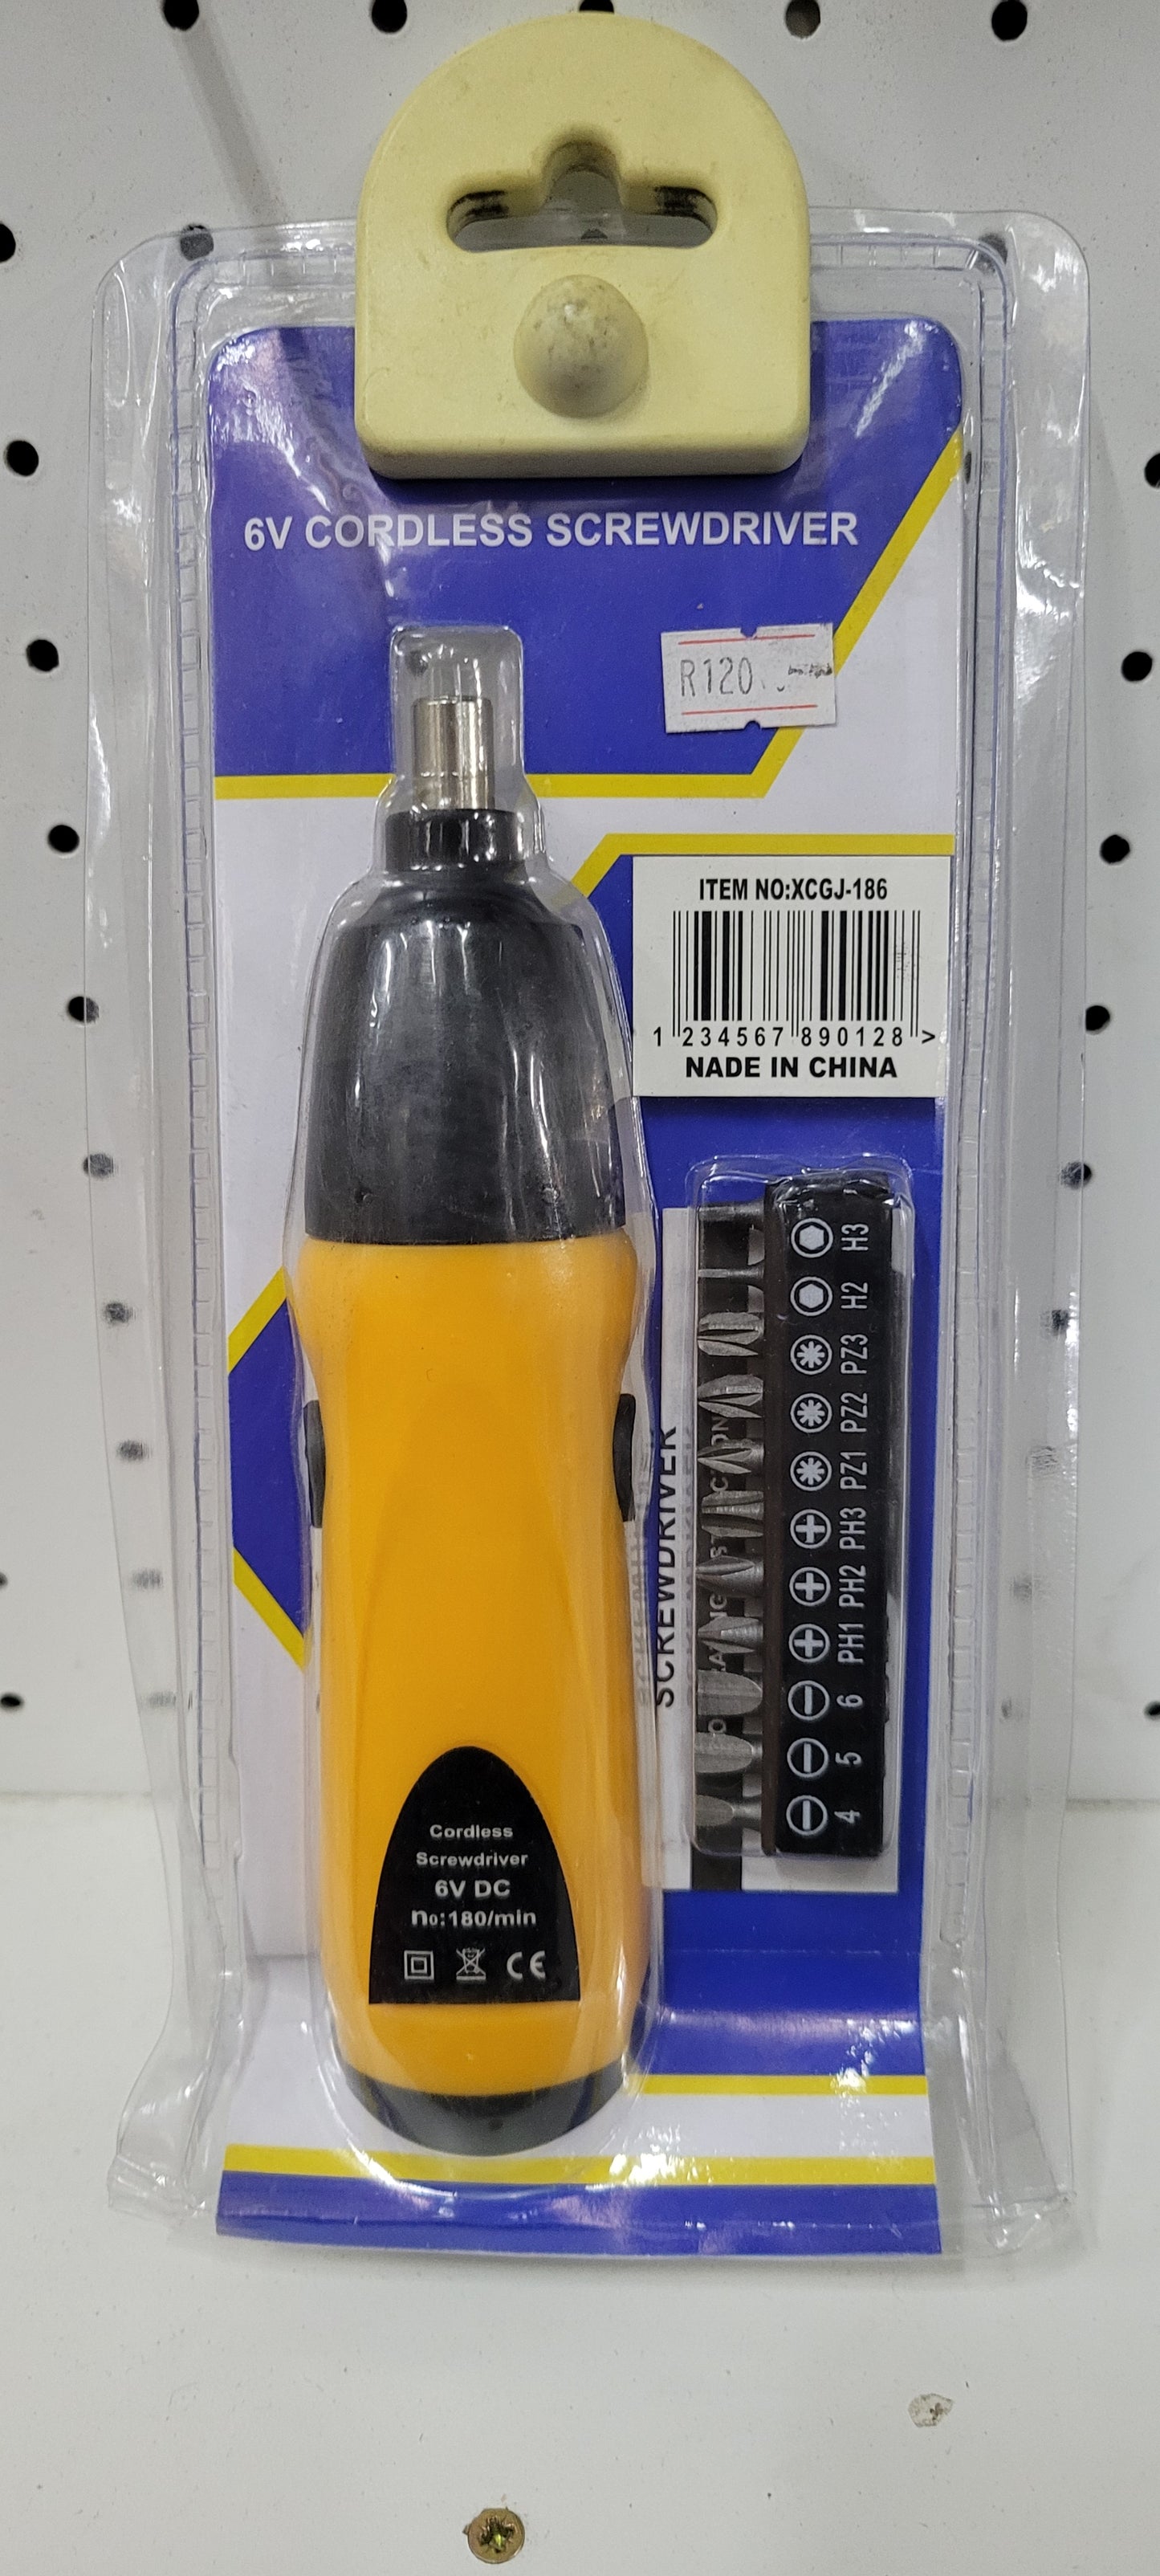 6V CORDLESS SCREWDRIVER
R120
ITEM NO:XCGJ-186
1 234567 890128 >
NADE IN CHINA
H3
H2
PZ3
PZ2
PZ1
PH3
PH2
PH1
6
5
4
SCREWDRIVER
Cordless
Screwdriver
6V DC
n₀:180/min
CE